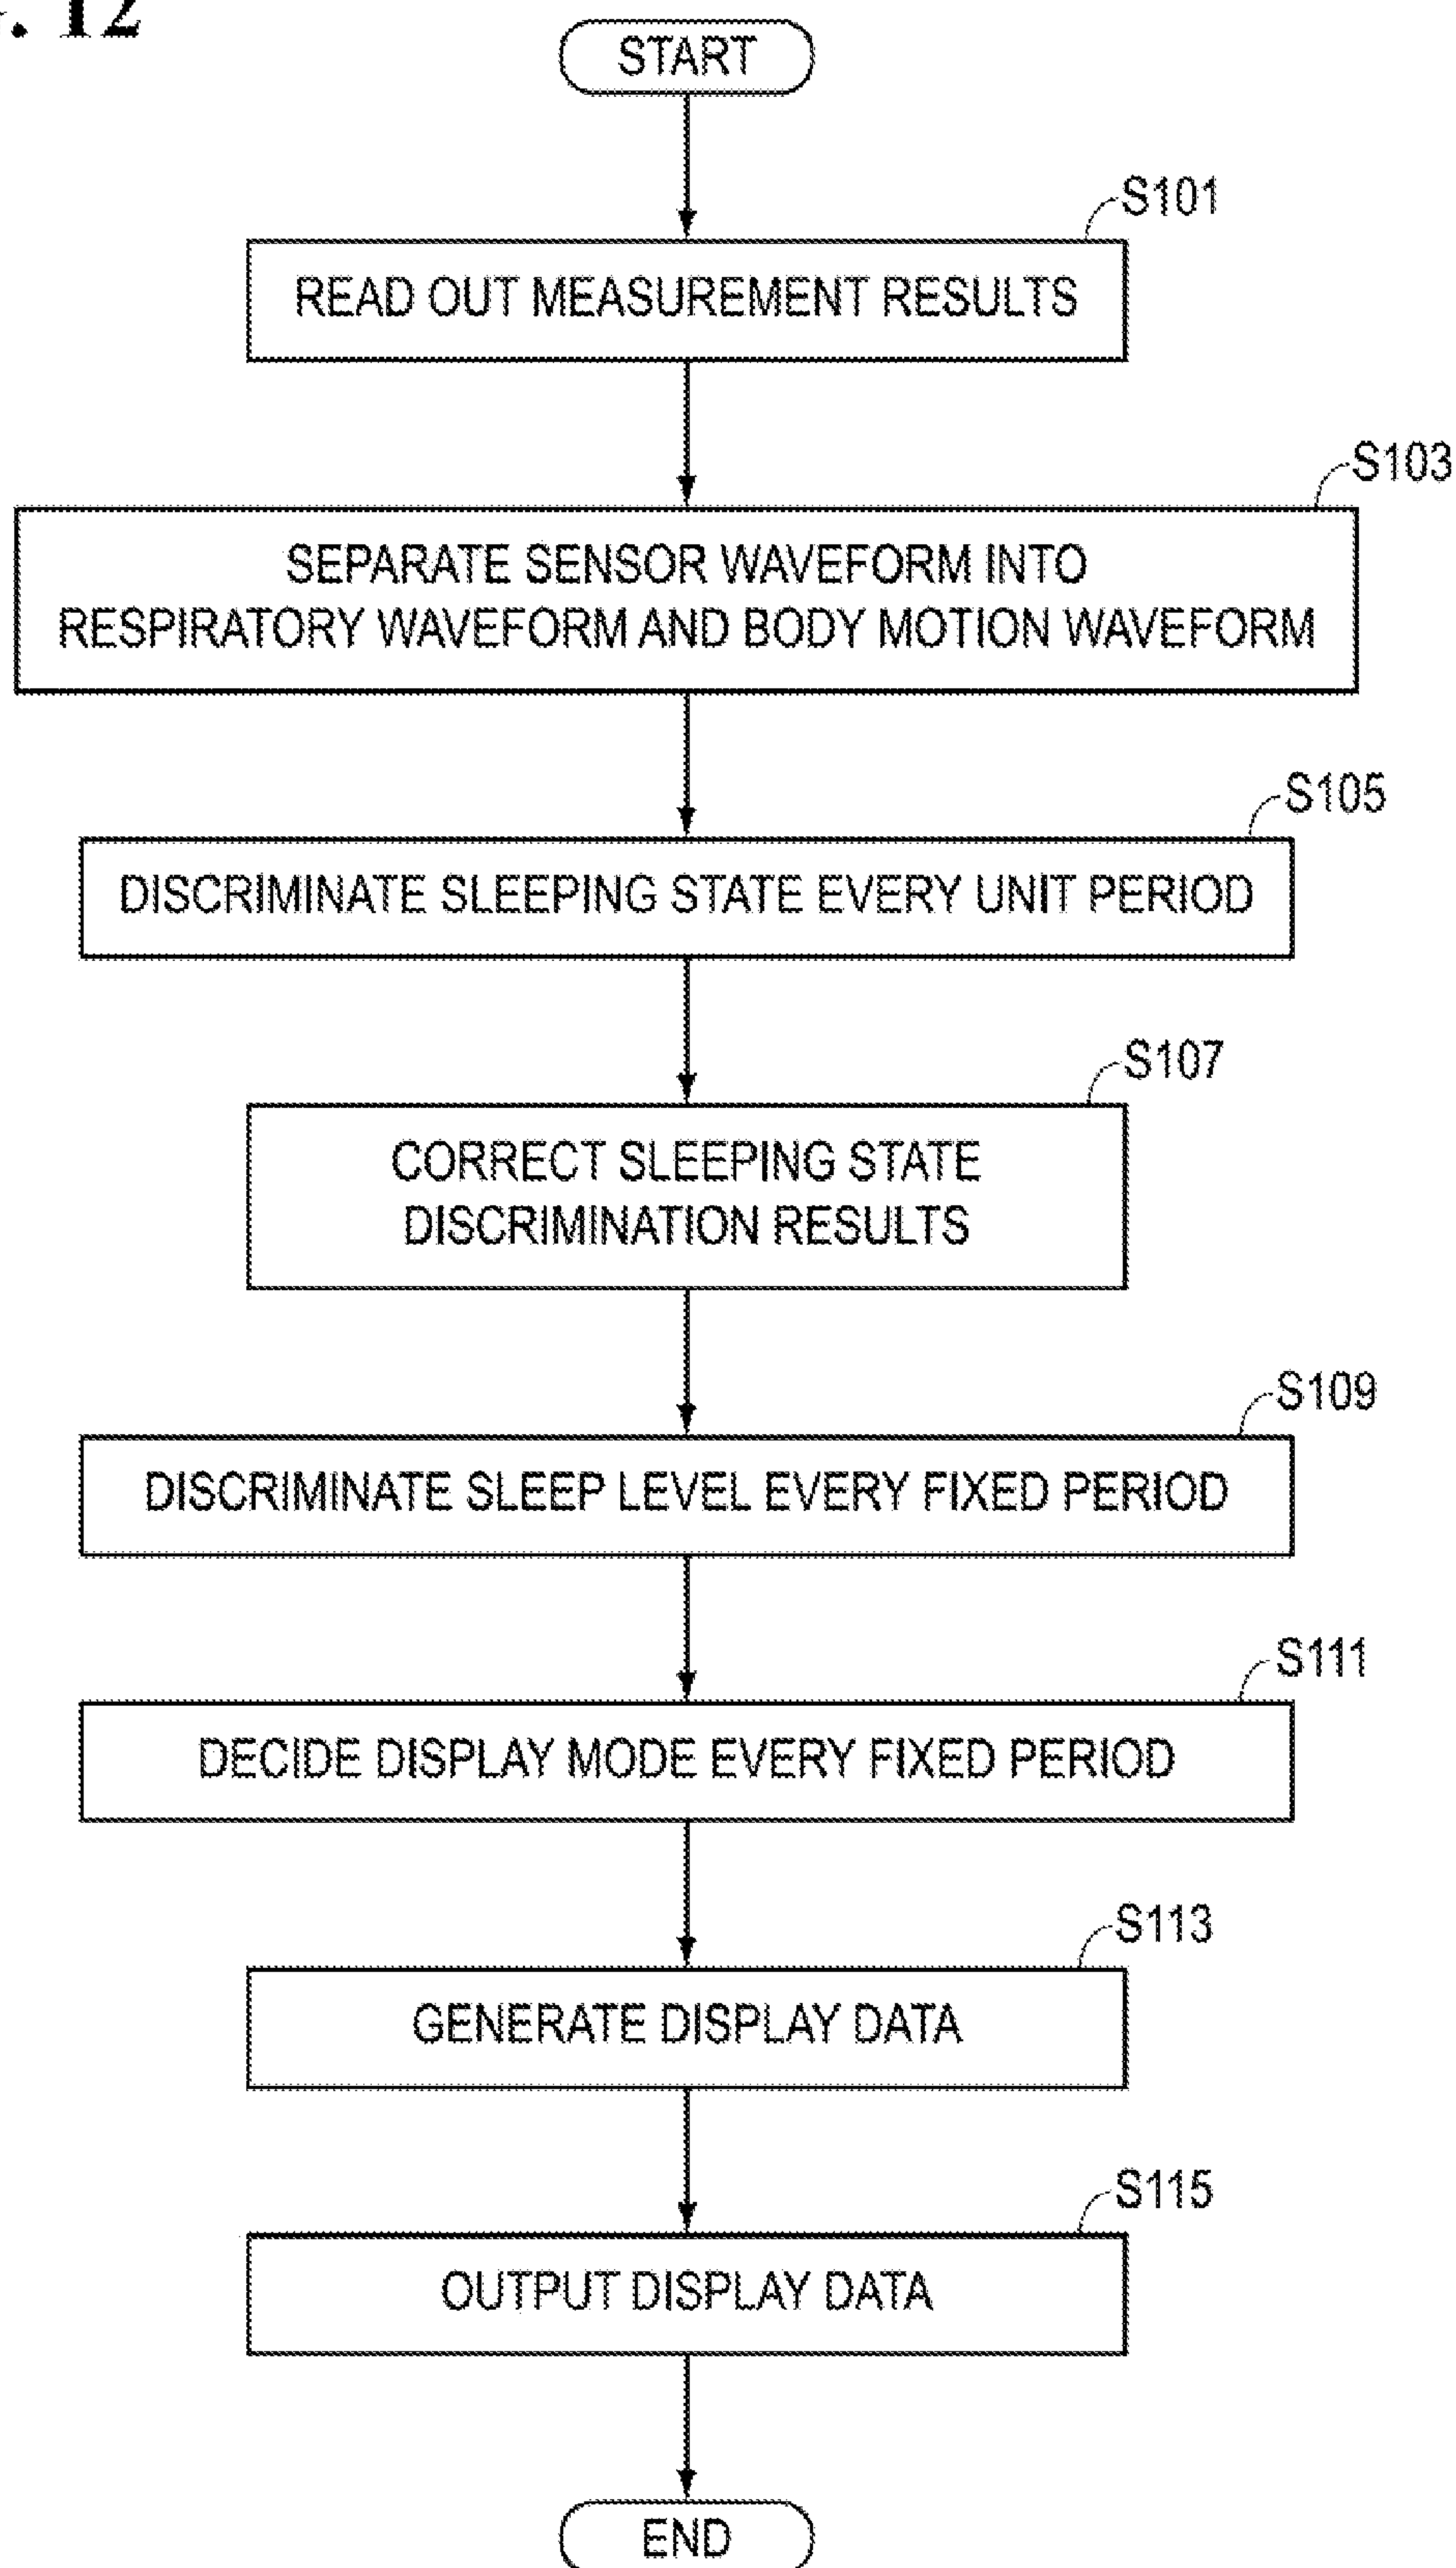 . 12
START
S101
READ OUT MEASUREMENT RESULTS
S103
SEPARATE SENSOR WAVEFORM INTO
RESPIRATORY WAVEFORM AND BODY MOTION WAVEFORM
S105
DISCRIMINATE SLEEPING STATE EVERY UNIT PERIOD
S107
CORRECT SLEEPING STATE
DISCRIMINATION RESULTS
S109
DISCRIMINATE SLEEP LEVEL EVERY FIXED PERIOD
S111
DECIDE DISPLAY MODE EVERY FIXED PERIOD
S113
GENERATE DISPLAY DATA
S115
OUTPUT DISPLAY DATA
END